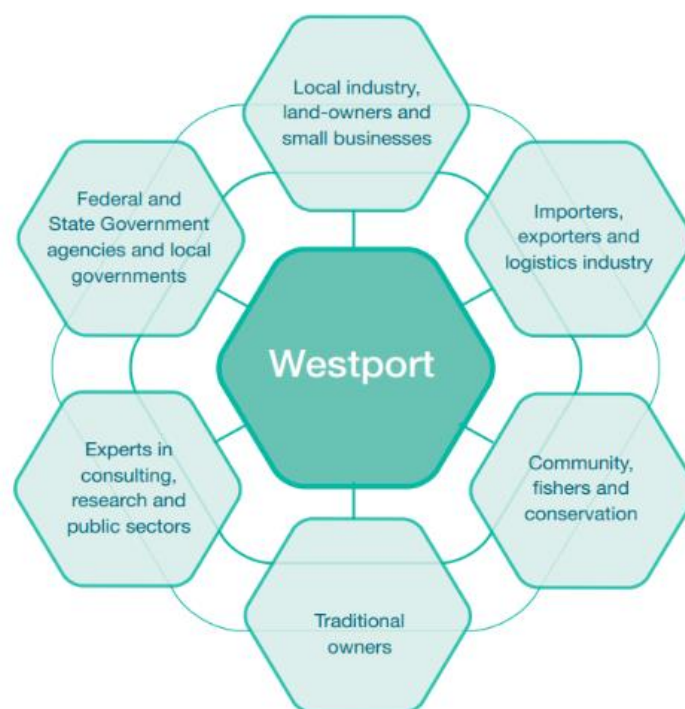 Local industry,
land-owners and
small businesses
Federal and
State Government
agencies and local
governments
Importers,
exporters and
logistics industry
Westport
Experts in
consulting,
research and
public sectors
Community,
fishers and
conservation
Traditional
owners